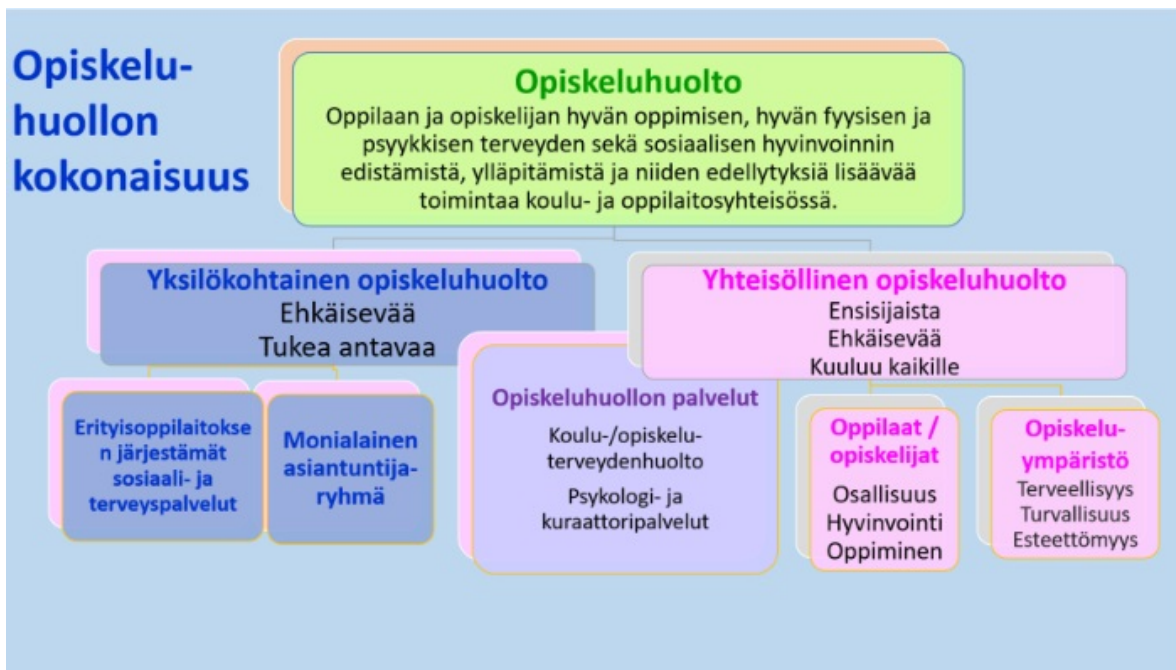 Opiskelu-
huollon
kokonaisuus
Opiskeluhuolto
Oppilaan ja opiskelijan hyvän oppimisen, hyvän fyysisen ja
psyykkisen terveyden sekä sosiaalisen hyvinvoinnin
edistämistä, ylläpitämistä ja niiden edellytyksiä lisäävää
toimintaa koulu- ja oppilaitosyhteisössä.
Yksilökohtainen opiskeluhuolto
Ehkäisevää
Tukea antavaa
Yhteisöllinen opiskeluhuolto
Ensisijaista
Ehkäisevää
Kuuluu kaikille
Erityisoppilaitokse
n järjestämät
sosiaali- ja
terveyspalvelut
Monialainen
asiantuntija-
ryhmä
Opiskeluhuollon palvelut
Koulu-/opiskelu-
terveydenhuolto
Psykologi- ja
kuraattoripalvelut
Oppilaat /
opiskelijat
Osallisuus
Hyvinvointi
Oppiminen
Opiskelu-
ympäristö
Terveellisyys
Turvallisuus
Esteettömyys